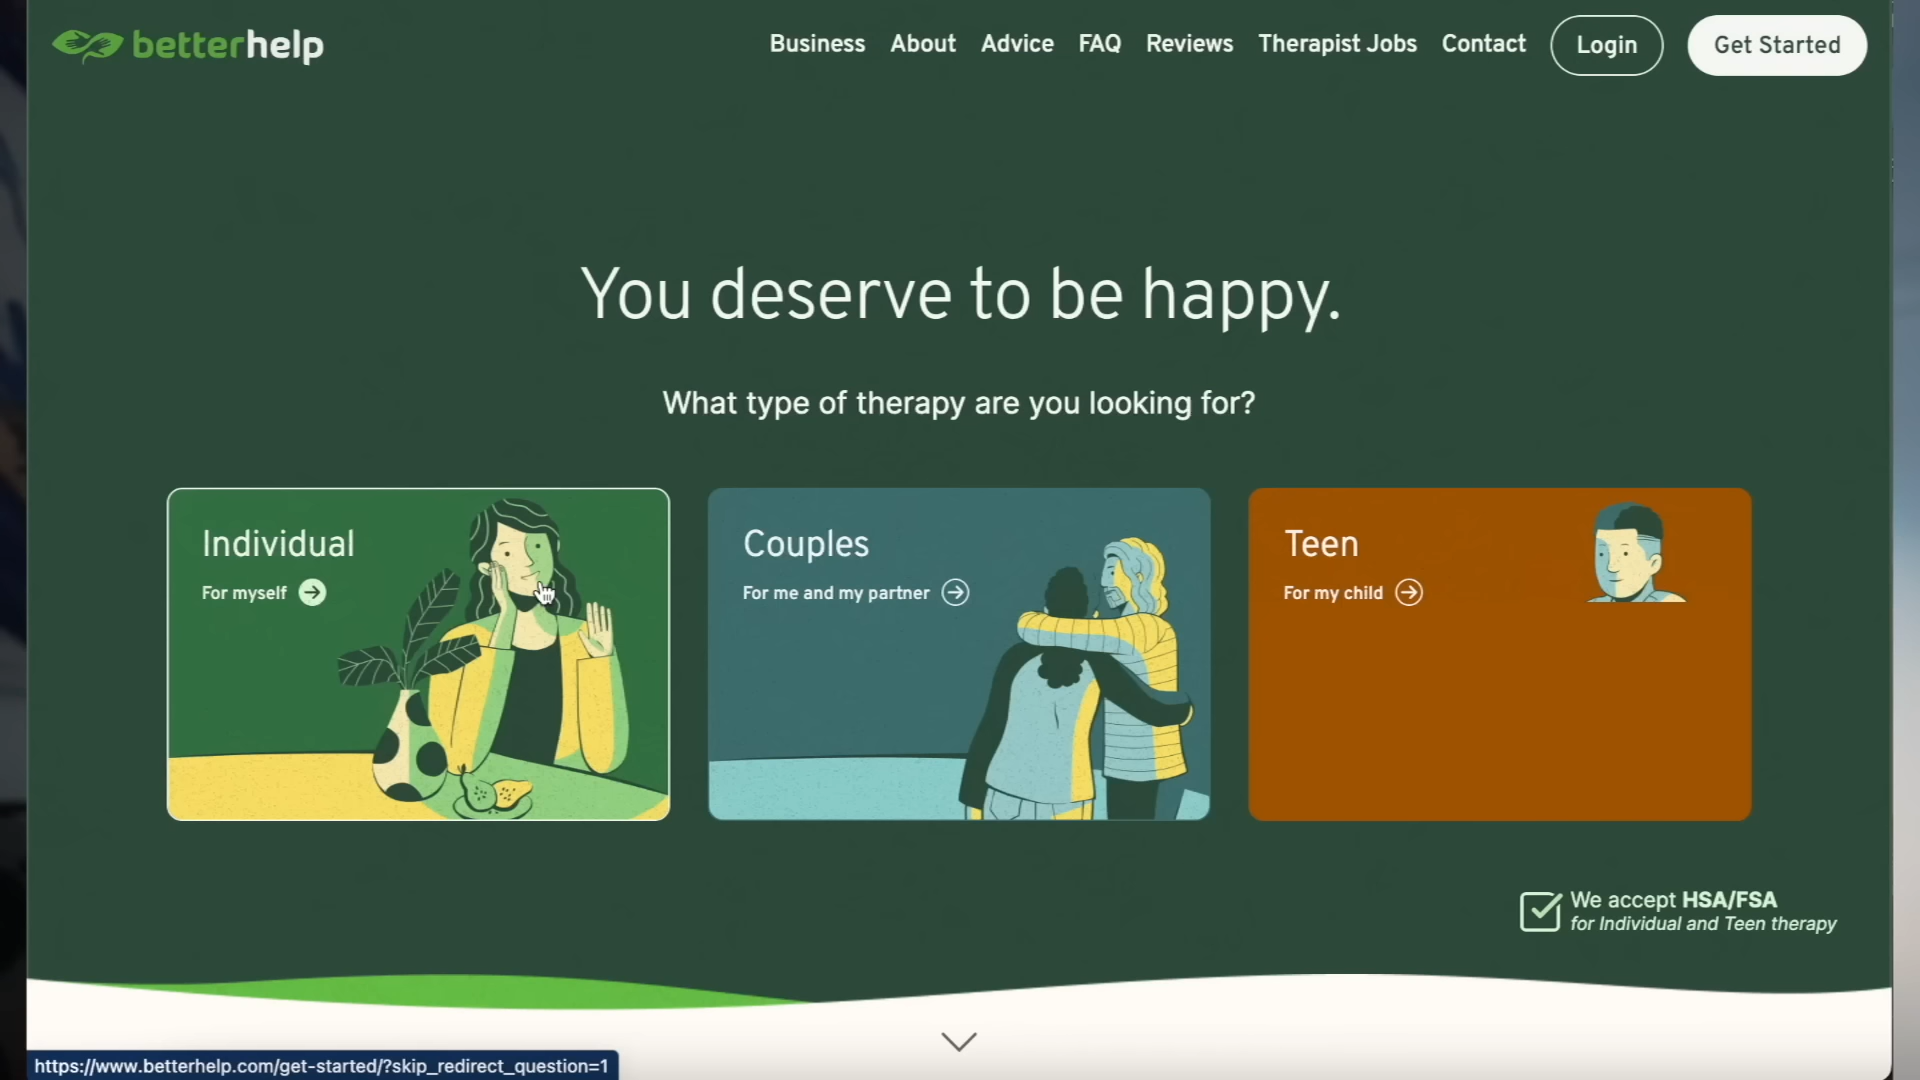 betterhelp
Business About Advice FAQ Reviews Therapist Jobs Contact Login Get Started
You deserve to be happy.
What type of therapy are you looking for?
Individual
For myself
Couples
For me and my partner
Teen
For my child
We accept HSA/FSA
for Individual and Teen therapy
https://www.betterhelp.com/get-started/?skip_redirect_question=1